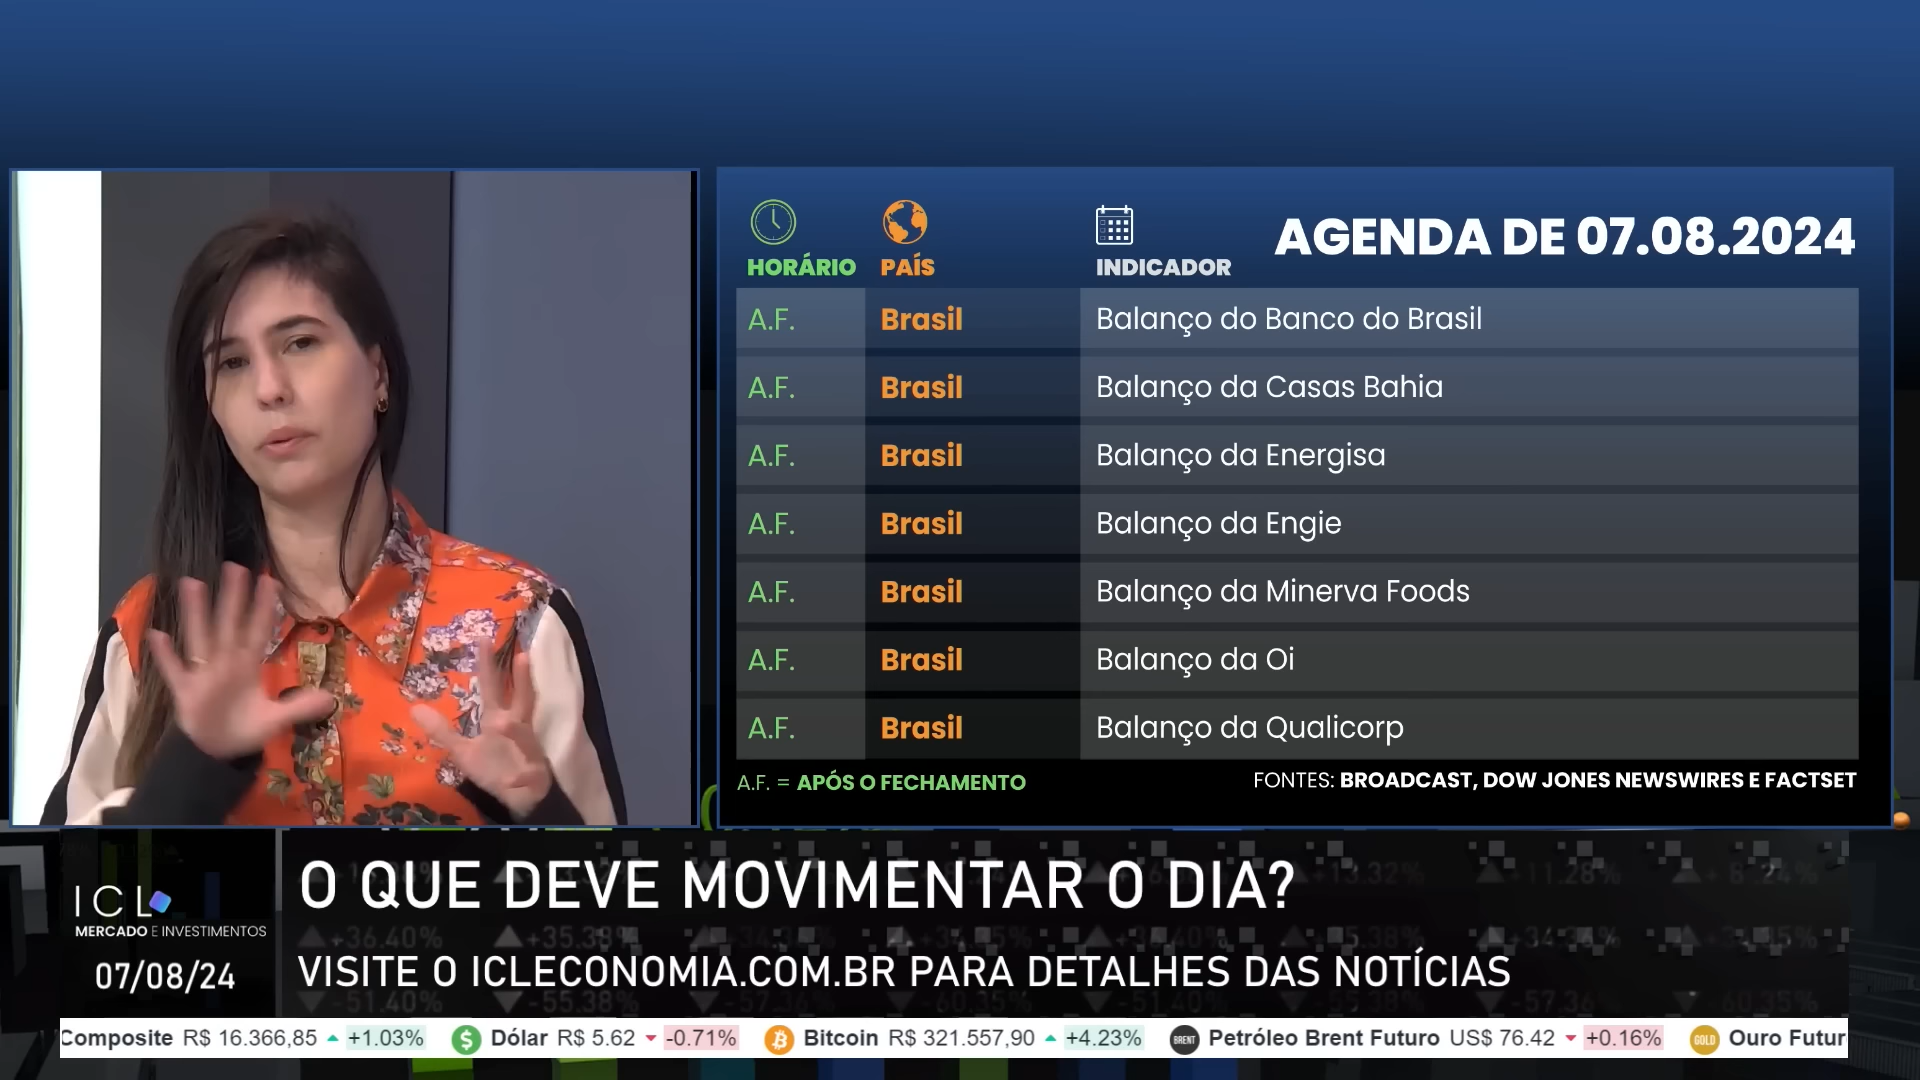 AGENDA DE 07.08.2024
HORÁRIO PAÍS INDICADOR
A.F. Brasil Balanço do Banco do Brasil
A.F. Brasil Balanço da Casas Bahia
A.F. Brasil Balanço da Energisa
A.F. Brasil Balanço da Engie
A.F. Brasil Balanço da Minerva Foods
A.F. Brasil Balanço da Oi
A.F. Brasil Balanço da Qualicorp
A.F. = APÓS O FECHAMENTO
FONTES: BROADCAST, DOW JONES NEWSWIRES E FACTSET
ICL
MERCADO E INVESTIMENTOS
07/08/24
O QUE DEVE MOVIMENTAR O DIA?
VISITE O ICLECONOMIA.COM.BR PARA DETALHES DAS NOTÍCIAS
Composite R$ 16.366,85 +1.03% Dólar R$ 5.62 -0.71% Bitcoin R$ 321.557,90 +4.23% BRENT Petróleo Brent Futuro US$ 76.42 +0.16% GOLD Ouro Futur